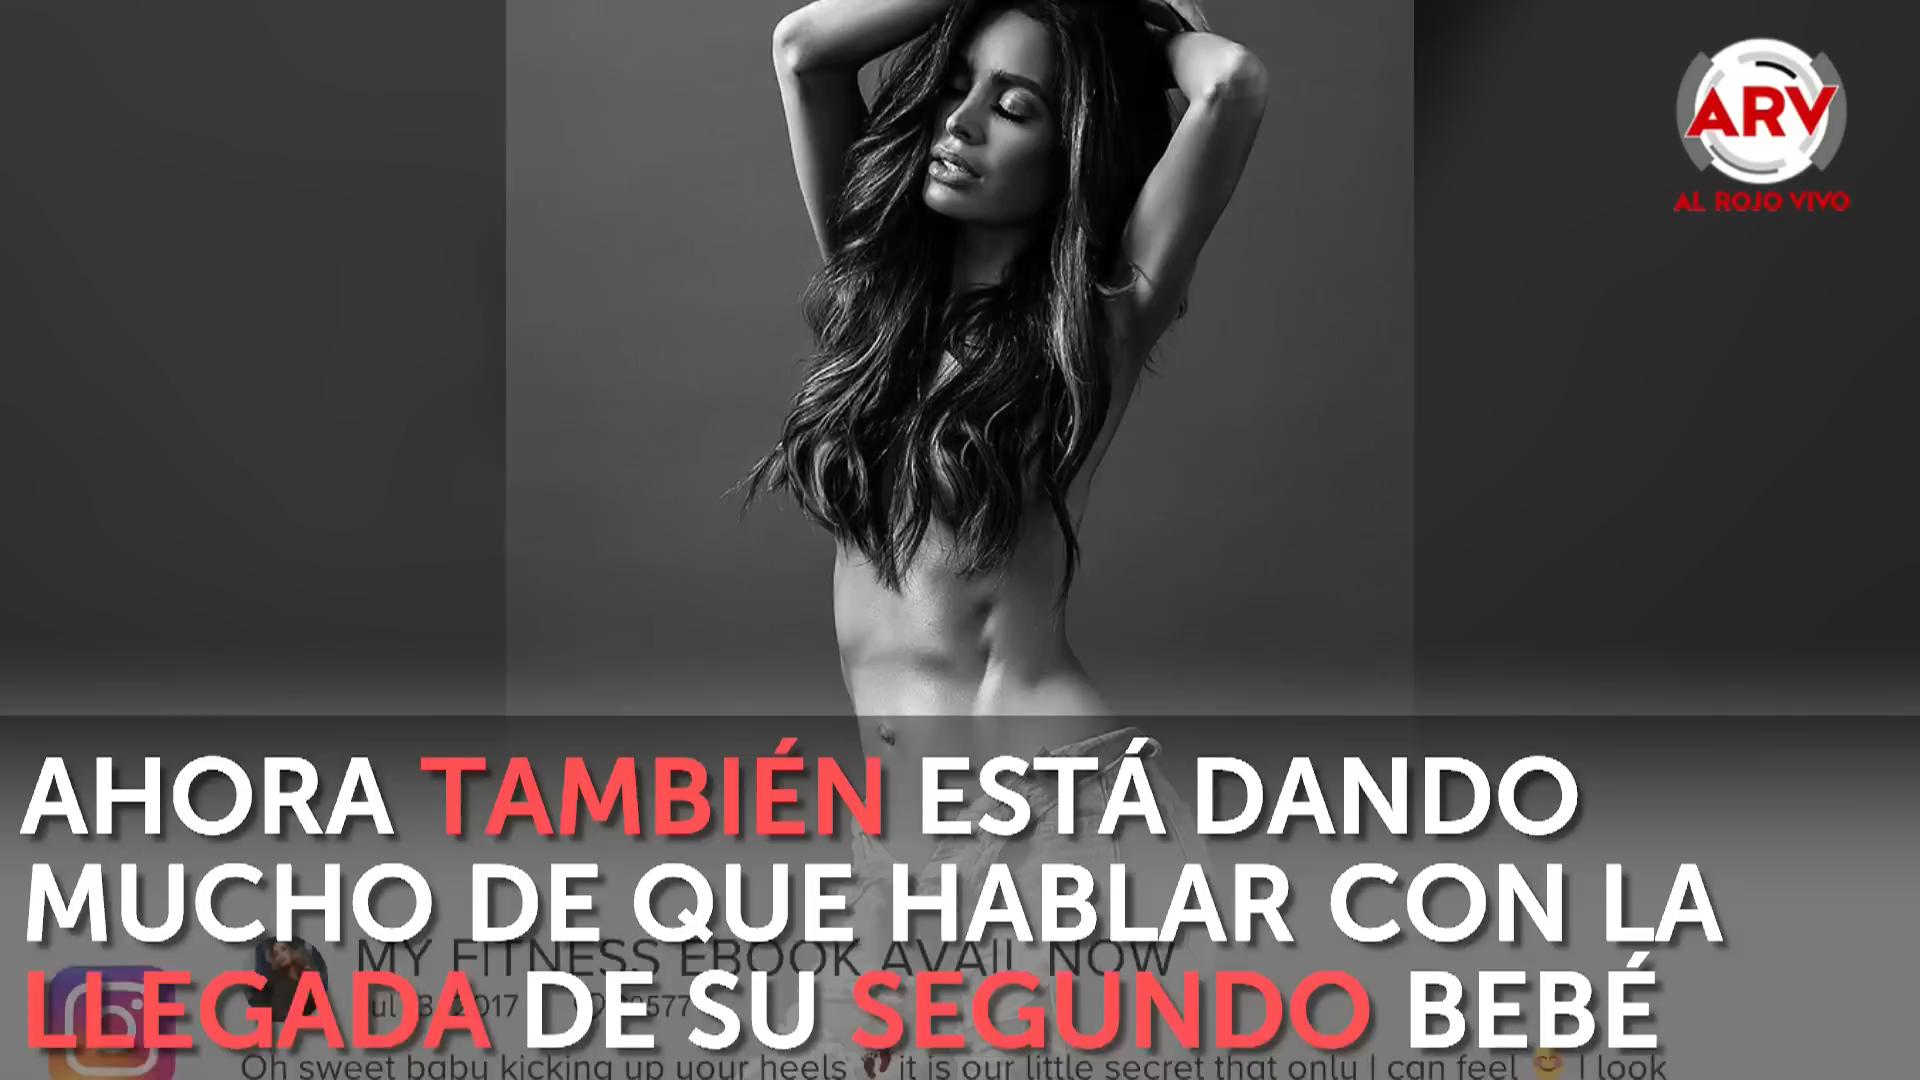 ARV
AL ROJO VIVO
AHORA TAMBIÉN ESTÁ DANDO
MUCHO DE QUE HABLAR CON LA
MY FITNESS EBOOK AVAIL NOW
LLEGADA DE SU SEGUNDO BEBÉ
2017
Oh sweet baby kicking up your heels 👣 it is our little secret that only I can feel 😊 I look